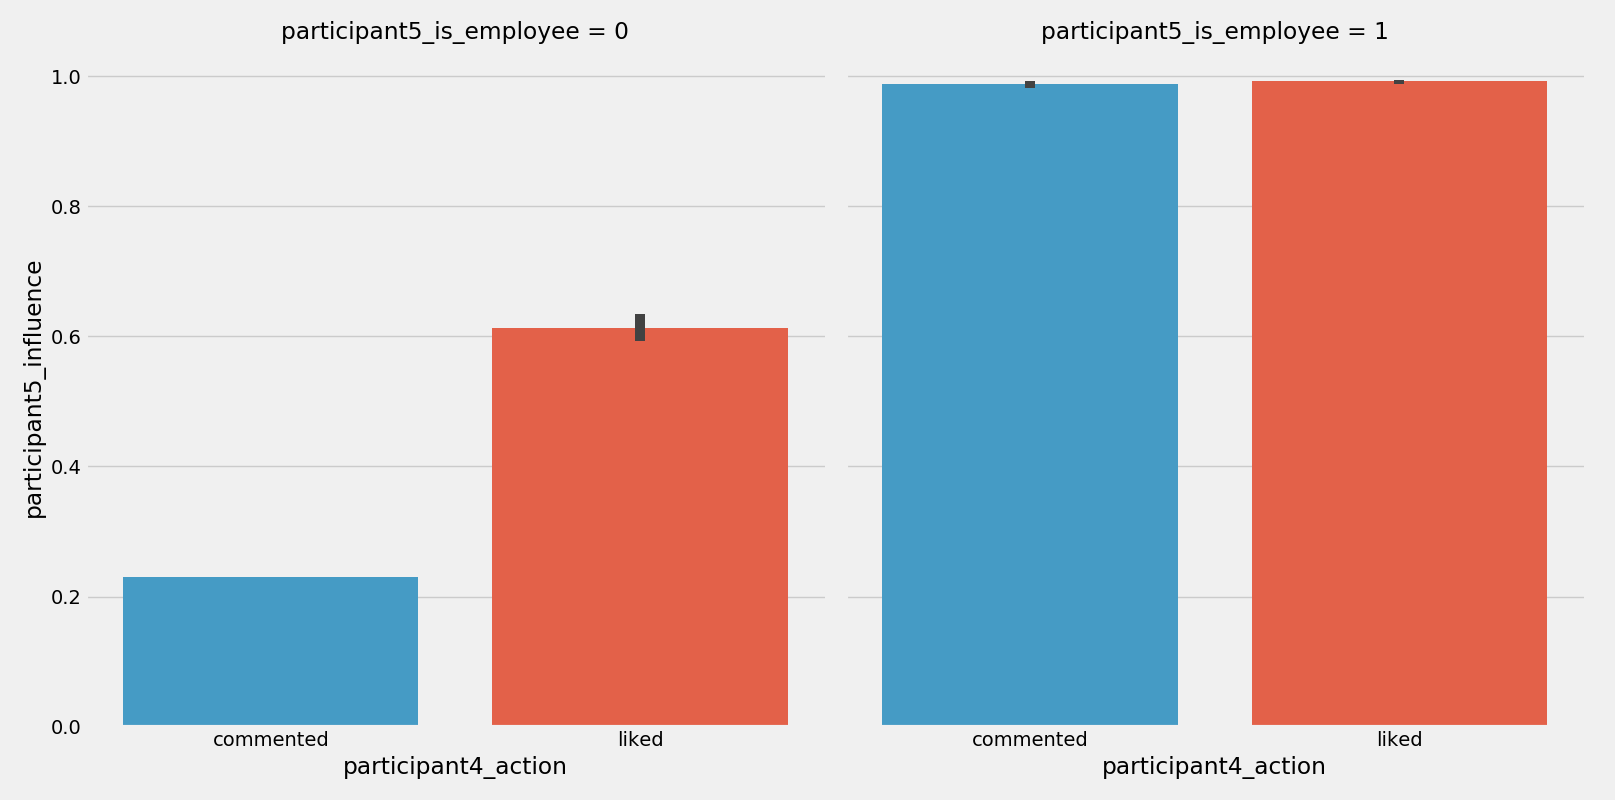 participant5_is_employee = 0
participant5_is_employee = 1
participant5_influence
1.0
0.8
0.6
0.4
0.2
0.0
commented
liked
commented
liked
participant4_action
participant4_action